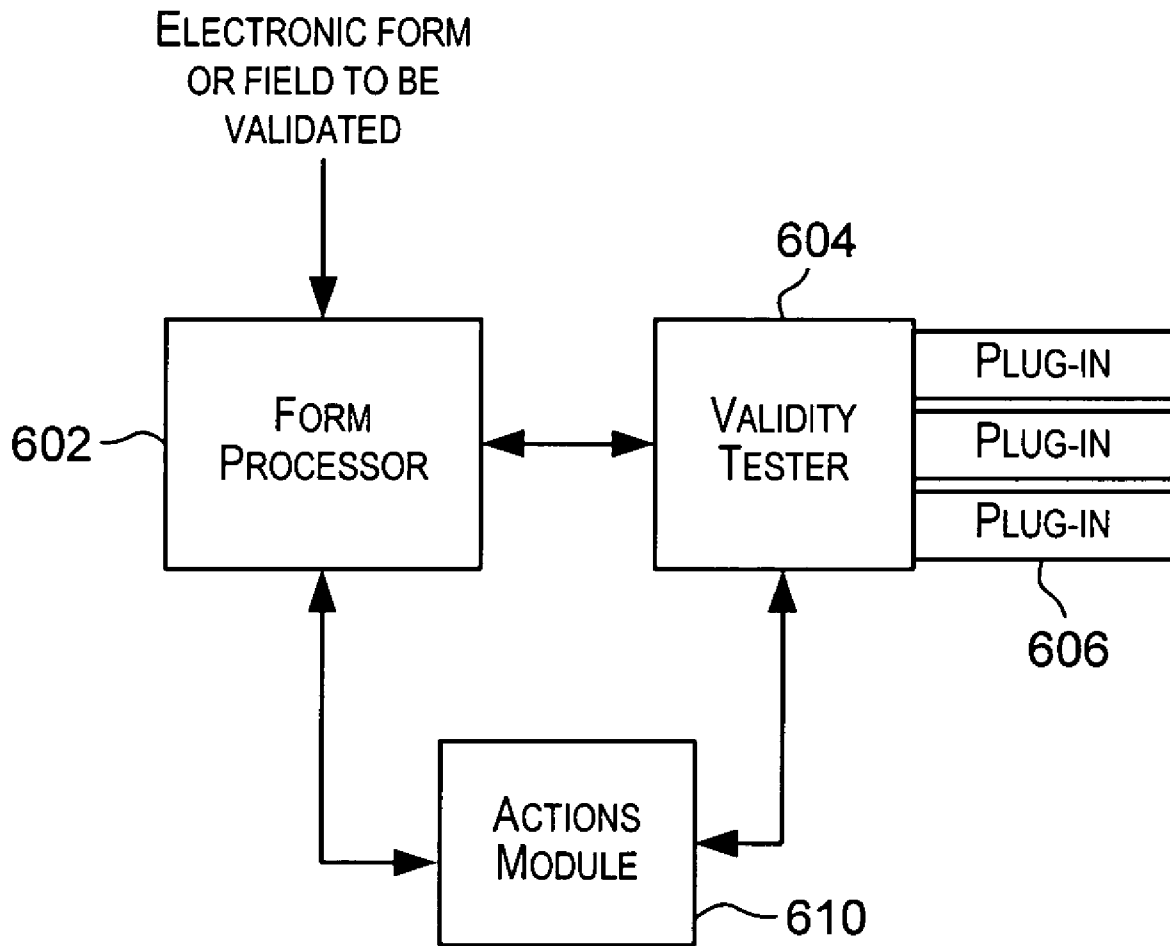 ELECTRONIC FORM
OR FIELD TO BE
VALIDATED
604
602
FORM
PROCESSOR
VALIDITY
TESTER
PLUG-IN
PLUG-IN
PLUG-IN
606
ACTIONS
MODULE
610